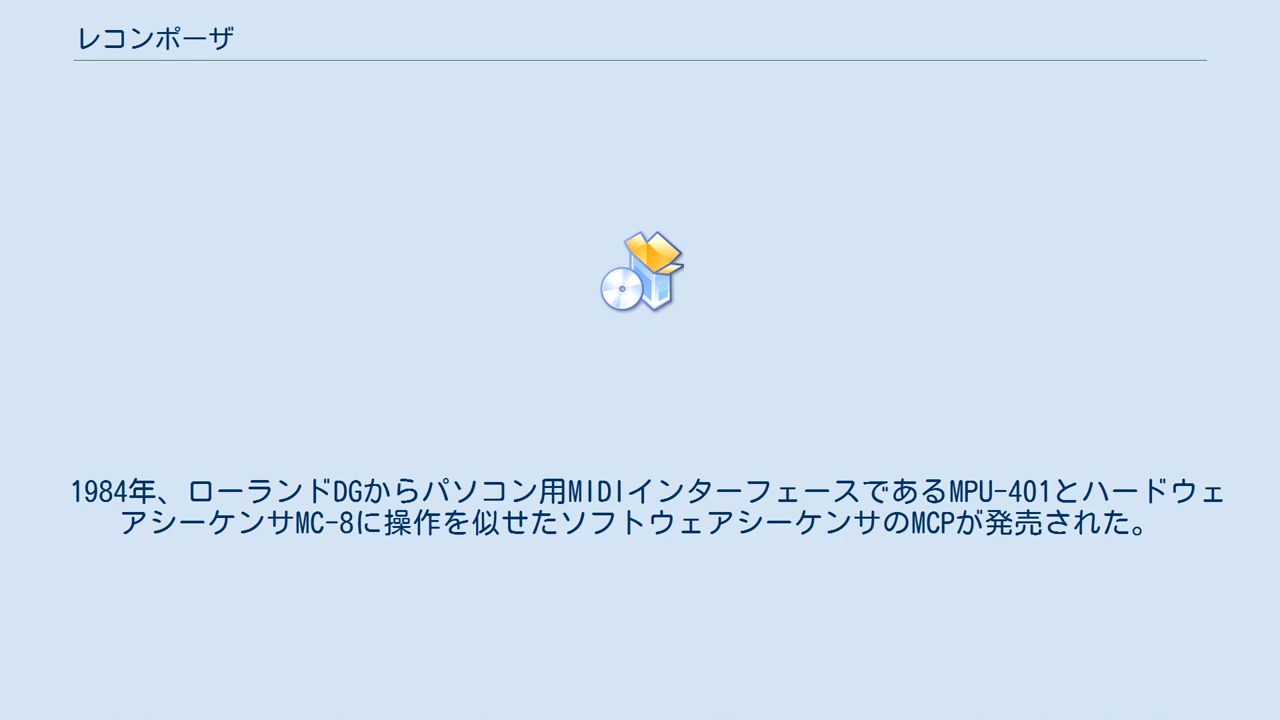 レコンポーザ
1984年、ローランドDGからパソコン用MIDIインターフェースであるMPU-401とハードウェ
アシーケンサMC-8に操作を似せたソフトウェアシーケンサのMCPが発売された。